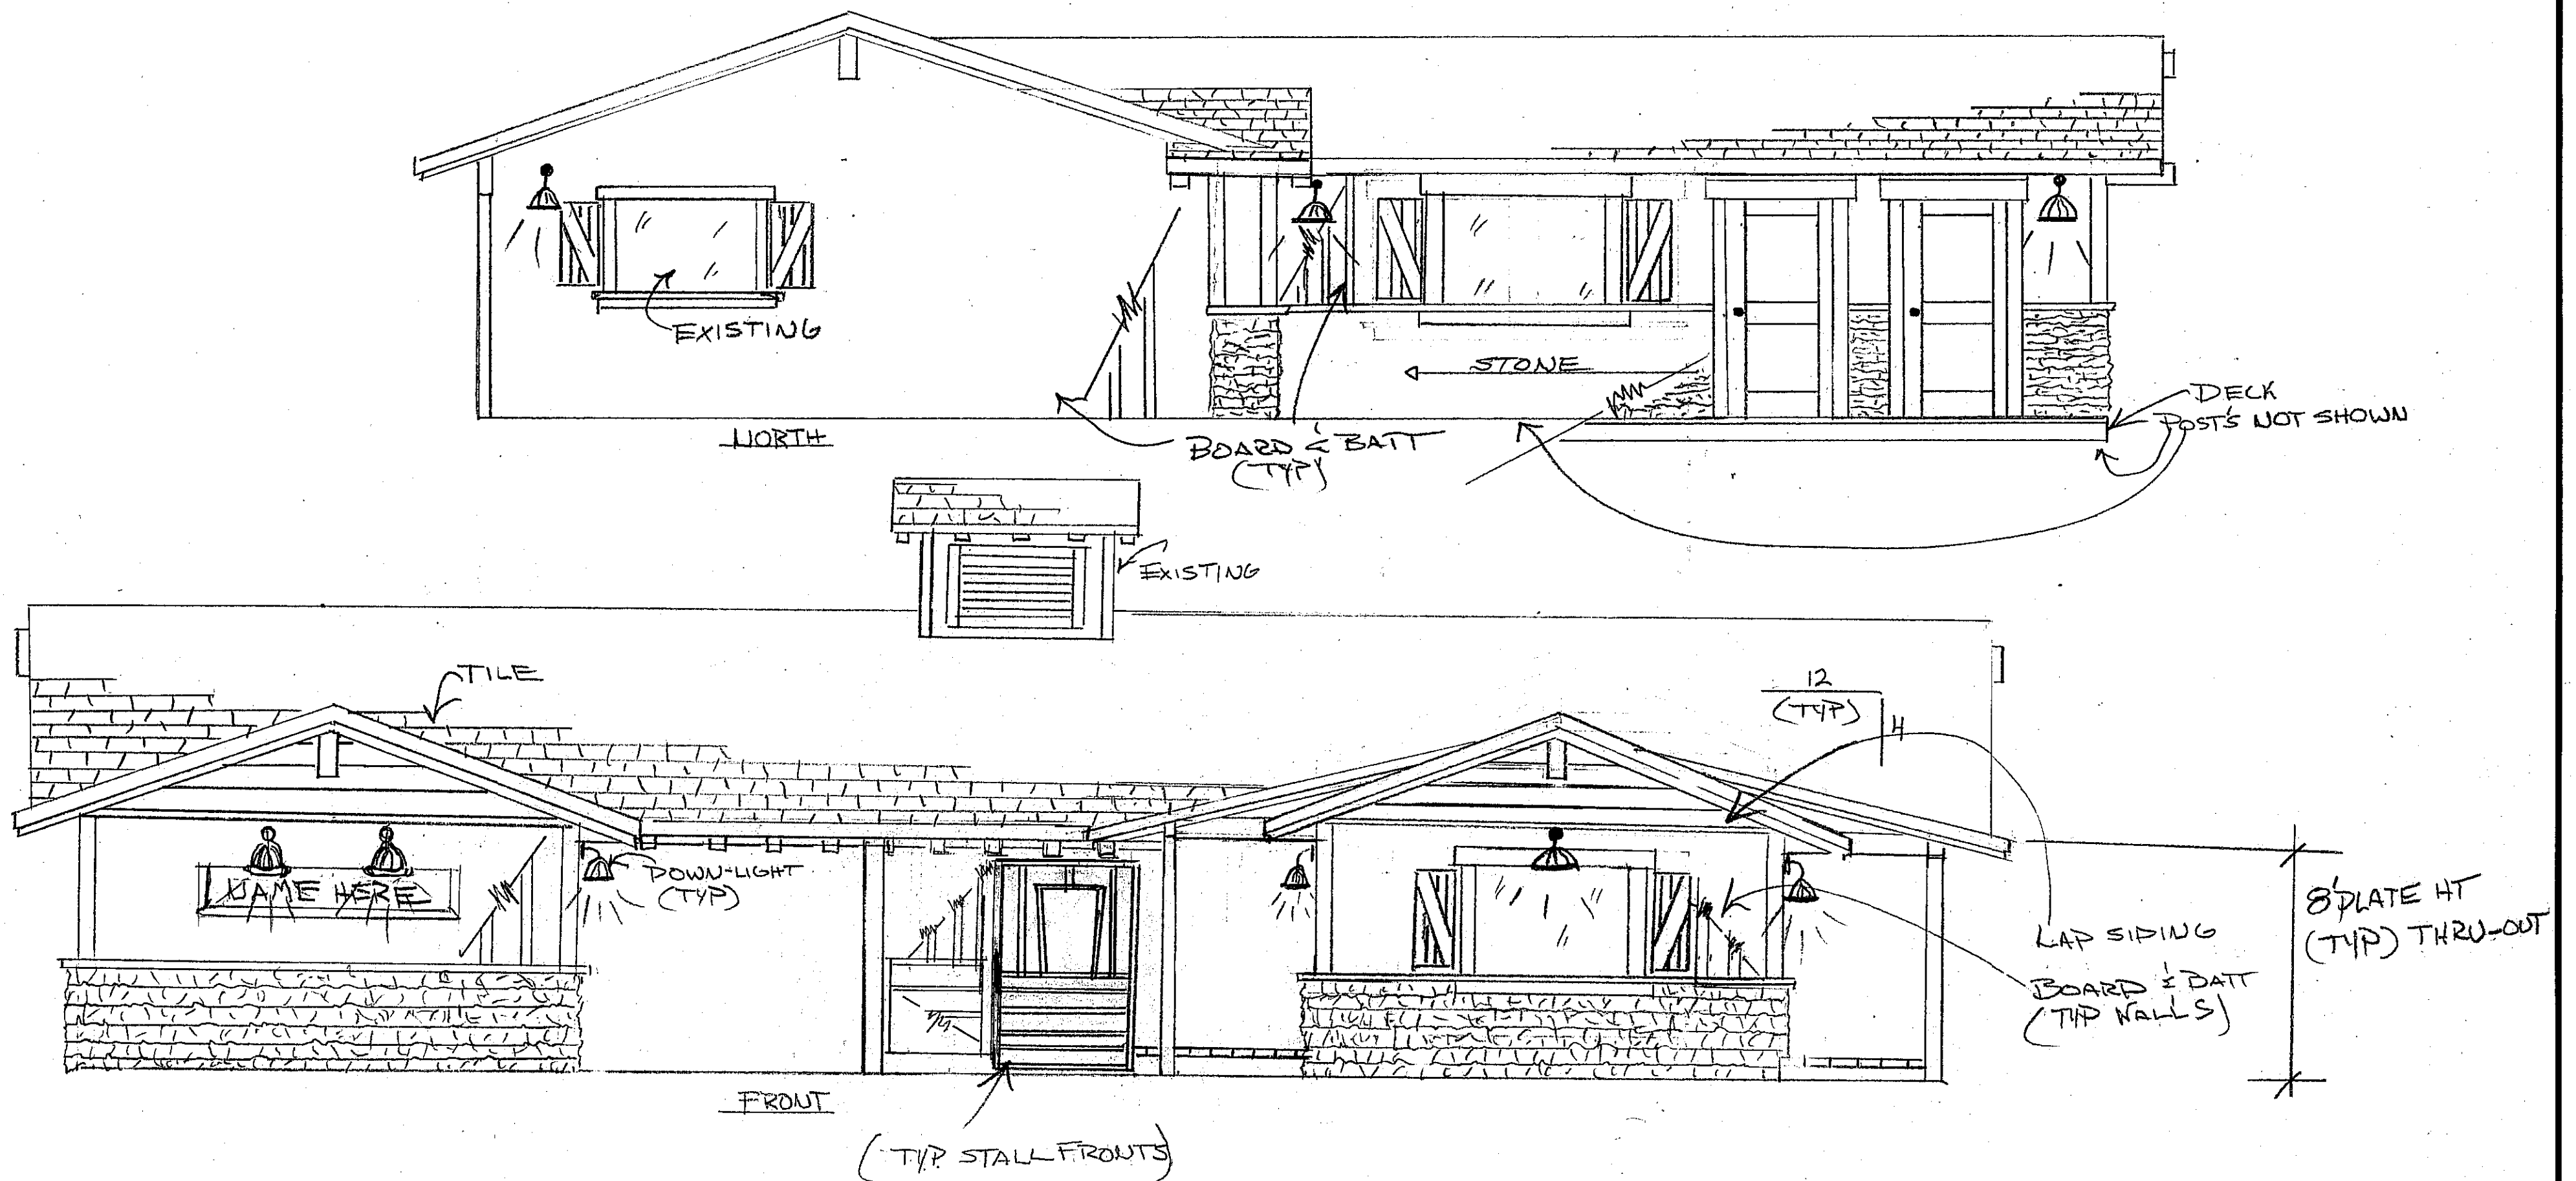 EXISTING
STONE
DECK
POST'S NOT SHOWN
NORTH
BOARD & BATT
(TYP)
EXISTING
TILE
12
(TYP)
4
DOWN-LIGHT
(TYP)
NAME HERE
8' PLATE HT
(TYP) THRU-OUT
LAP SIDING
BOARD & BATT
(TYP WALLS)
FRONT
(TYP. STALL FRONTS)